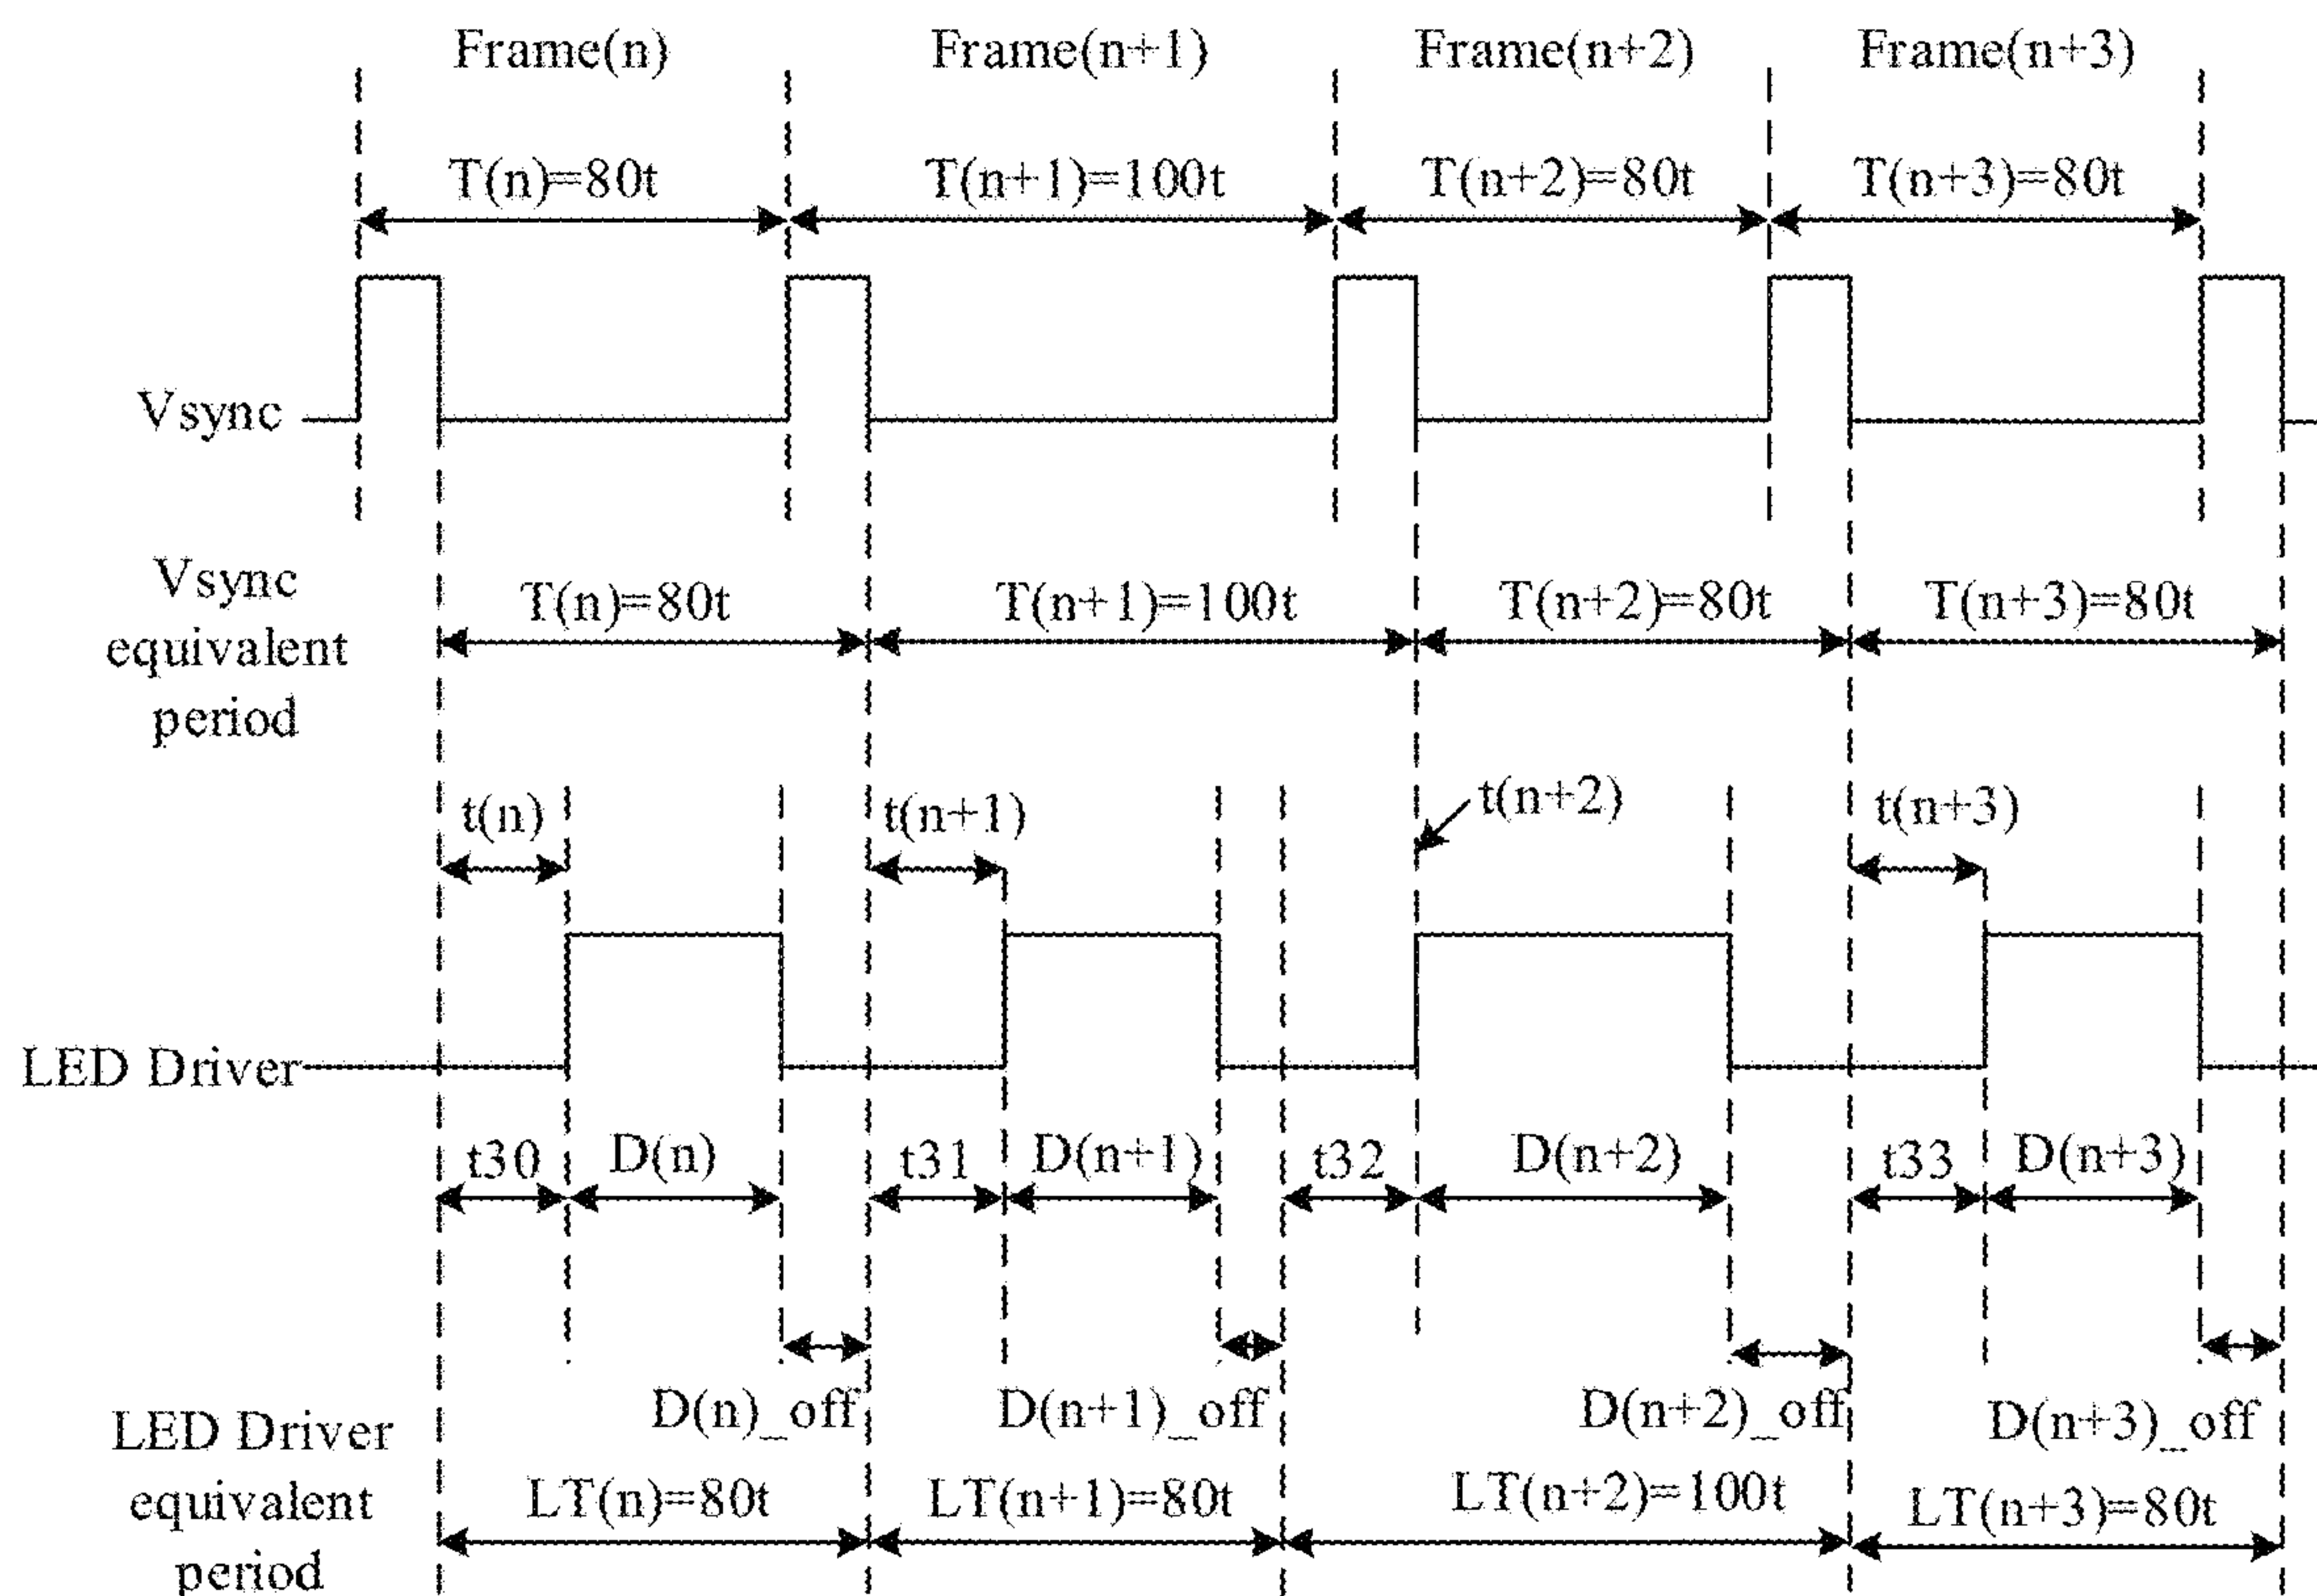 Frame(n) Frame(n+1) Frame(n+2) Frame(n+3)
T(n)=80t T(n+1)=100t T(n+2)=80t T(n+3)=80t
Vsync
Vsync
equivalent
period
T(n)=80t T(n+1)=100t T(n+2)=80t T(n+3)=80t
t(n) t(n+1) t(n+2) t(n+3)
LED Driver
t30 D(n) t31 D(n+1) t32 D(n+2) t33 D(n+3)
D(n)_off D(n+1)_off D(n+2)_off D(n+3)_off
LED Driver
equivalent
period
LT(n)=80t LT(n+1)=80t LT(n+2)=100t LT(n+3)=80t